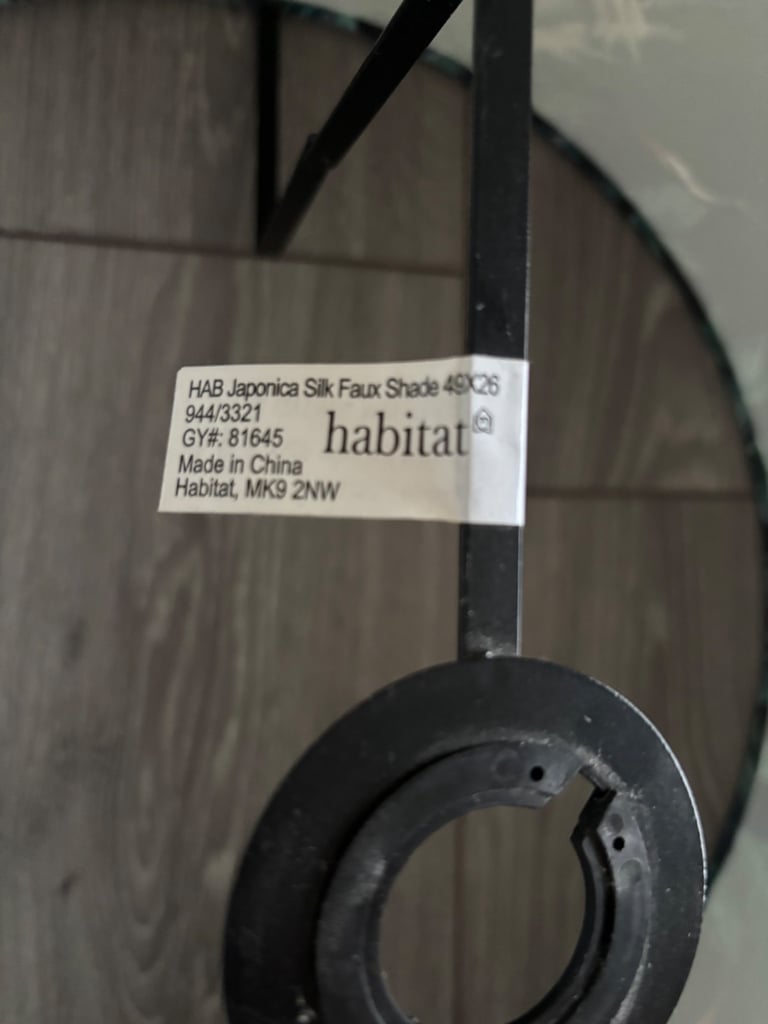 HAB Japonica Silk Faux Shade 49X26
944/3321
GY#: 81645
habitat
Made in China
Habitat, MK9 2NW